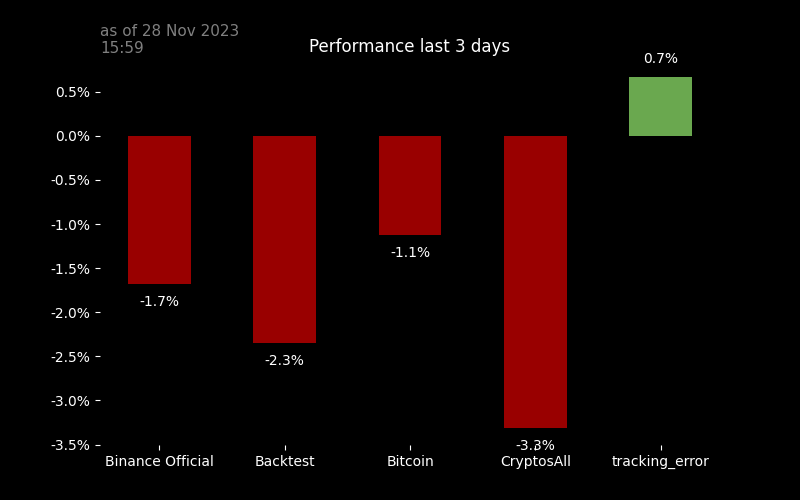 as of 28 Nov 2023
15:59
Performance last 3 days
0.7%
0.5%
0.0%
-0.5%
-1.0%
-1.5%
-2.0%
-2.5%
-3.0%
-3.5%
-1.7%
-2.3%
-1.1%
-3.3%
Binance Official
Backtest
Bitcoin
CryptosAll
tracking_error